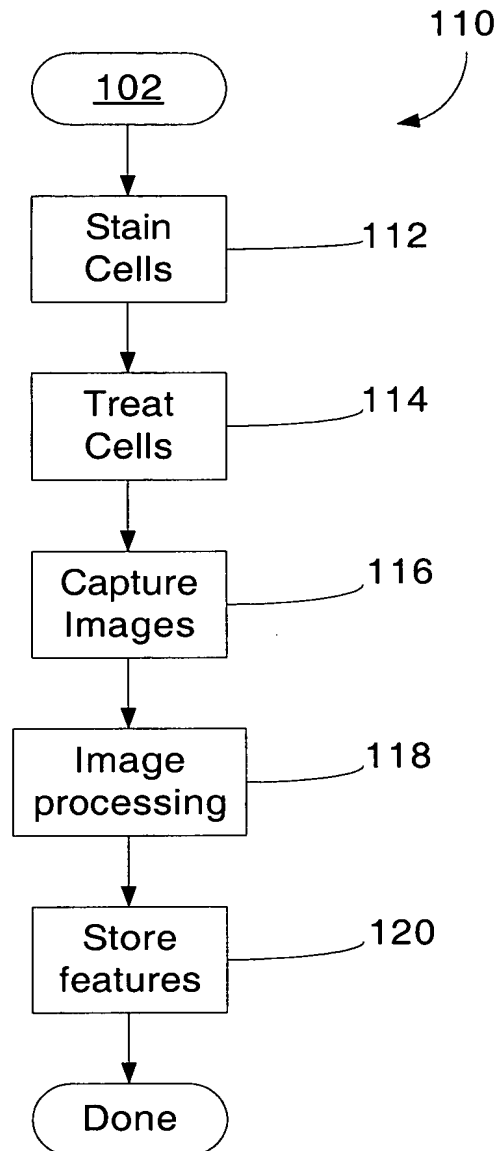 110
102
Stain
Cells
112
Treat
Cells
114
Capture
Images
116
Image
processing
118
Store
features
120
Done